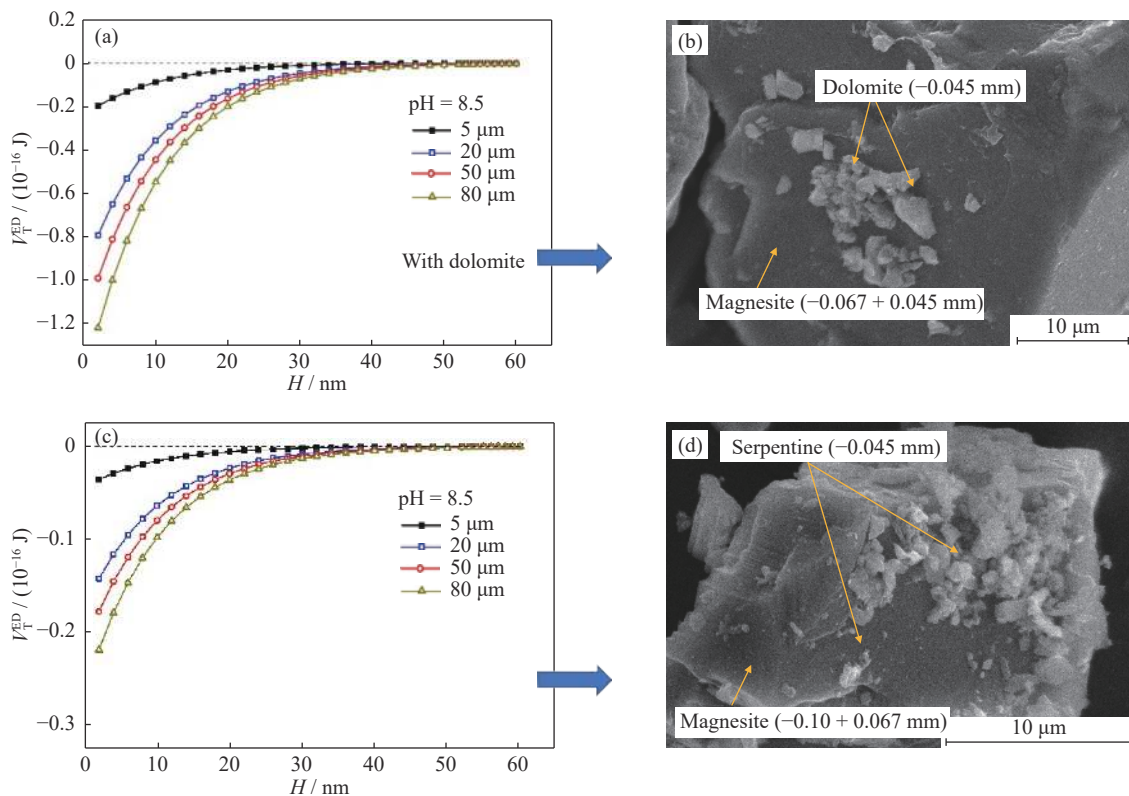 (a)
0.2
0
−0.2
−0.4
−0.6
−0.8
−1.0
−1.2
V_T^ED / (10^−16 J)
pH = 8.5
5 μm
20 μm
50 μm
80 μm
With dolomite
0 10 20 30 40 50 60
H / nm
(b)
Dolomite (−0.045 mm)
Magnesite (−0.067 + 0.045 mm)
10 μm
(c)
0
−0.1
−0.2
−0.3
V_T^ED / (10^−16 J)
pH = 8.5
5 μm
20 μm
50 μm
80 μm
0 10 20 30 40 50 60
H / nm
(d)
Serpentine (−0.045 mm)
Magnesite (−0.10 + 0.067 mm)
10 μm